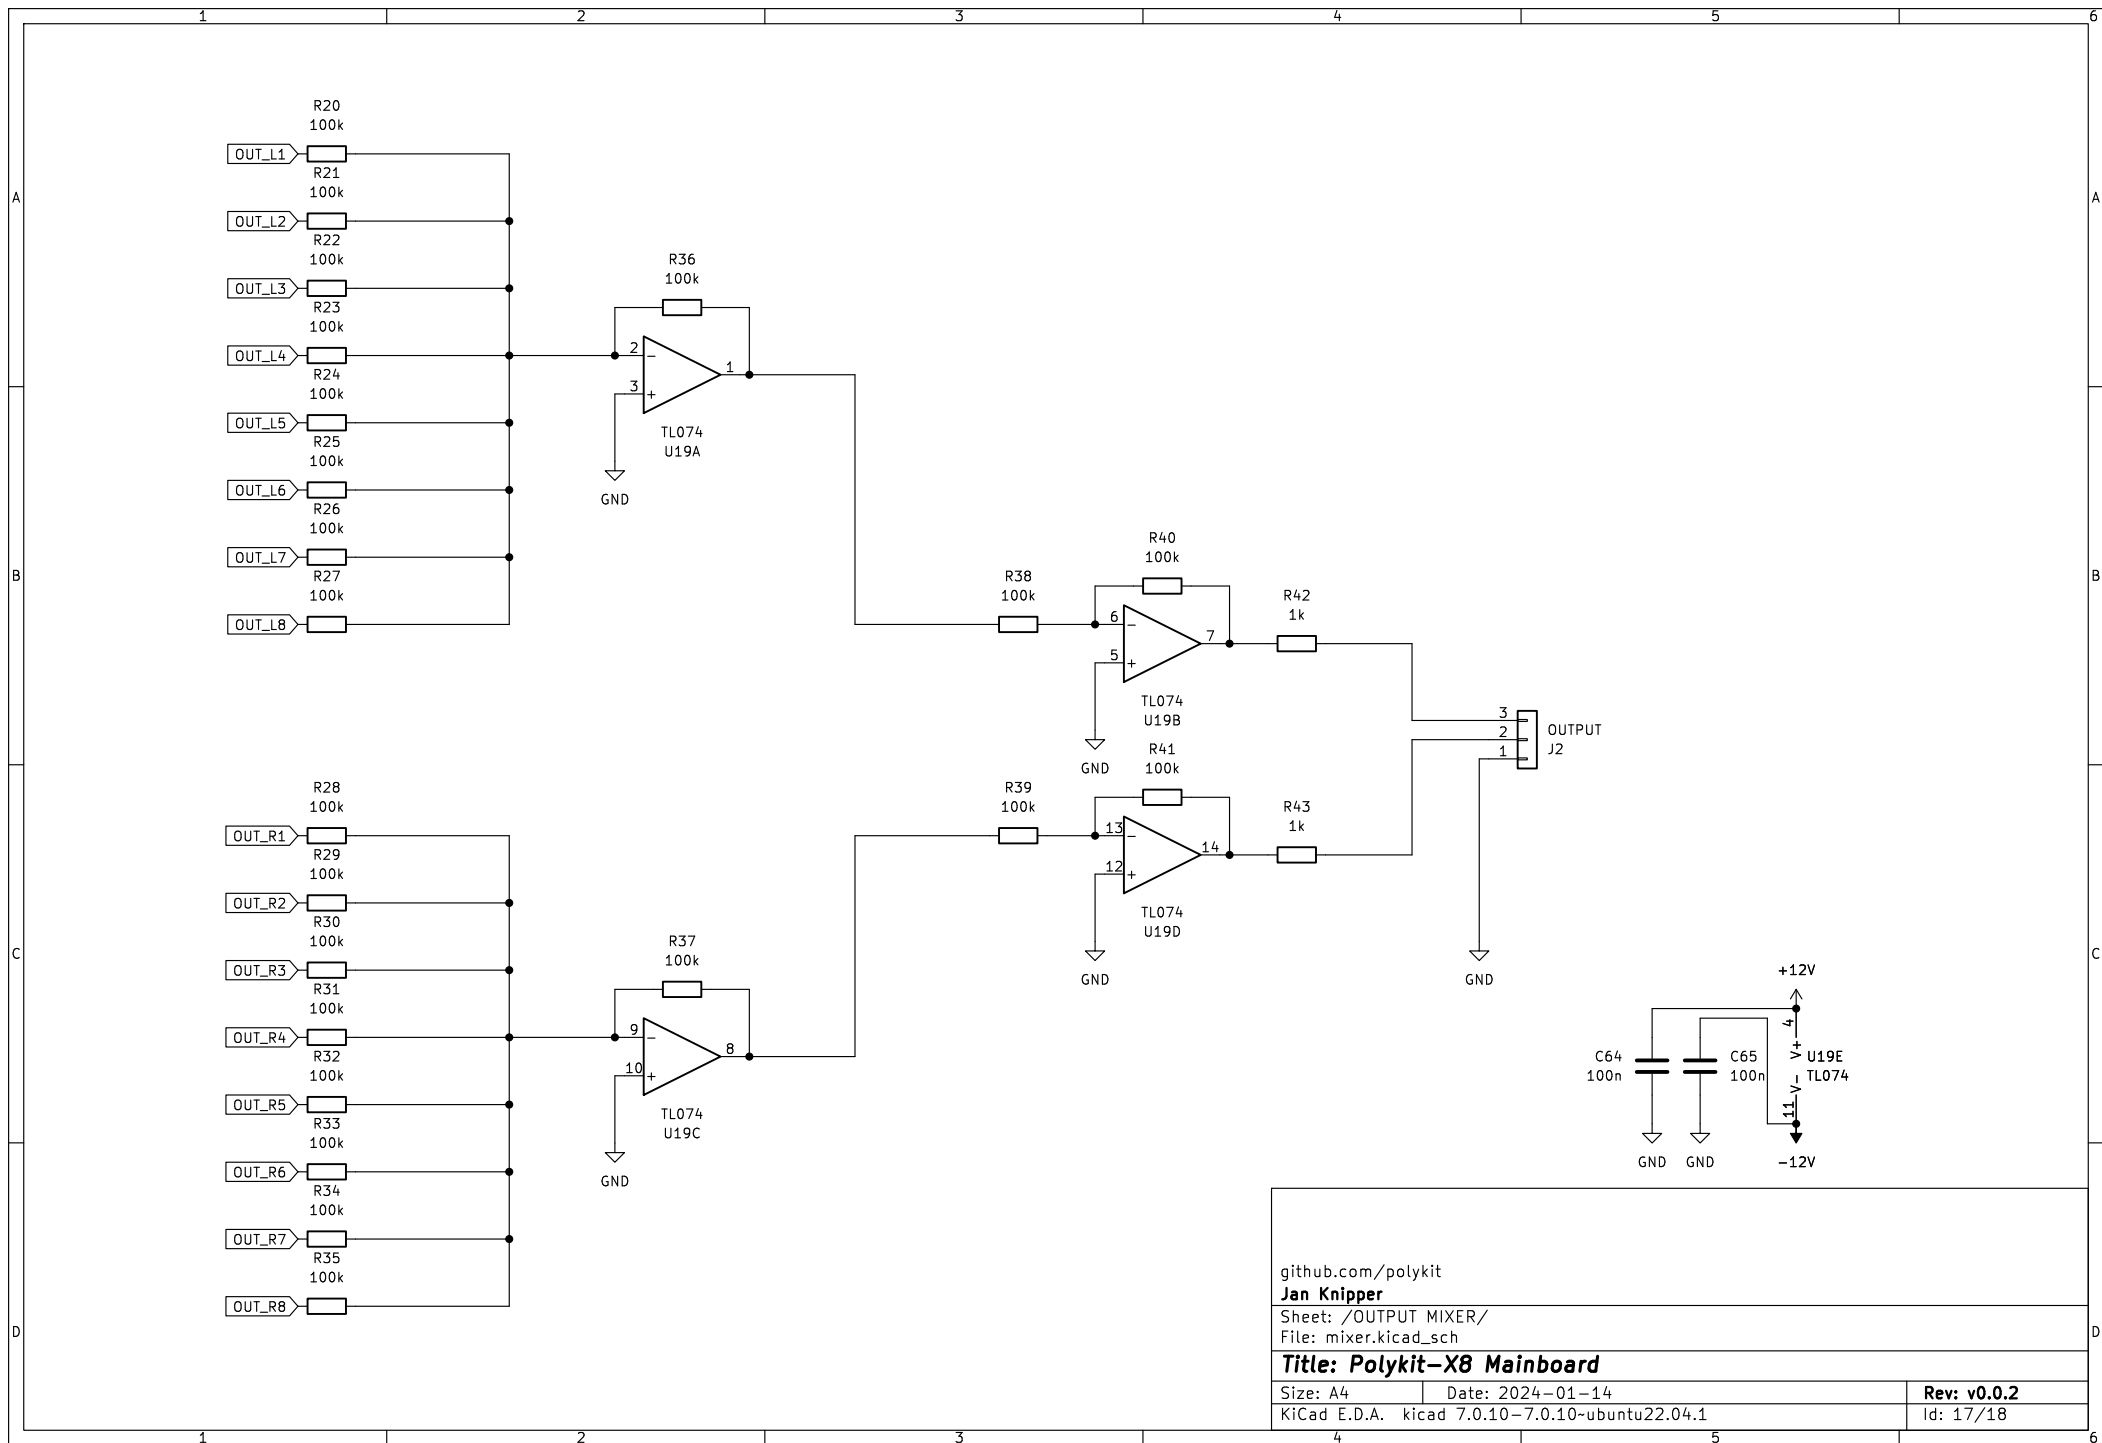 1 2 3 4 5 6
A
B
C
D
A
B
C
D
R20
100k
OUT_L1
R21
100k
OUT_L2
R22
100k
OUT_L3
R23
100k
OUT_L4
R24
100k
OUT_L5
R25
100k
OUT_L6
R26
100k
OUT_L7
R27
100k
OUT_L8
R36
100k
2
−
3
+
1
TL074
U19A
GND
R38
100k
R40
100k
6
−
5
+
7
TL074
U19B
GND
R42
1k
3
2
1
OUTPUT
J2
GND
R28
100k
OUT_R1
R29
100k
OUT_R2
R30
100k
OUT_R3
R31
100k
OUT_R4
R32
100k
OUT_R5
R33
100k
OUT_R6
R34
100k
OUT_R7
R35
100k
OUT_R8
R37
100k
9
−
10
+
8
TL074
U19C
GND
R39
100k
R41
100k
13
−
12
+
14
TL074
U19D
GND
R43
1k
+12V
4
V+
V−
11
−12V
U19E
TL074
C64
100n
GND
C65
100n
GND
github.com/polykit
Jan Knipper
Sheet: /OUTPUT MIXER/
File: mixer.kicad_sch
Title: Polykit−X8 Mainboard
Size: A4 Date: 2024−01−14 Rev: v0.0.2
KiCad E.D.A. kicad 7.0.10−7.0.10~ubuntu22.04.1 Id: 17/18
1 2 3 4 5 6